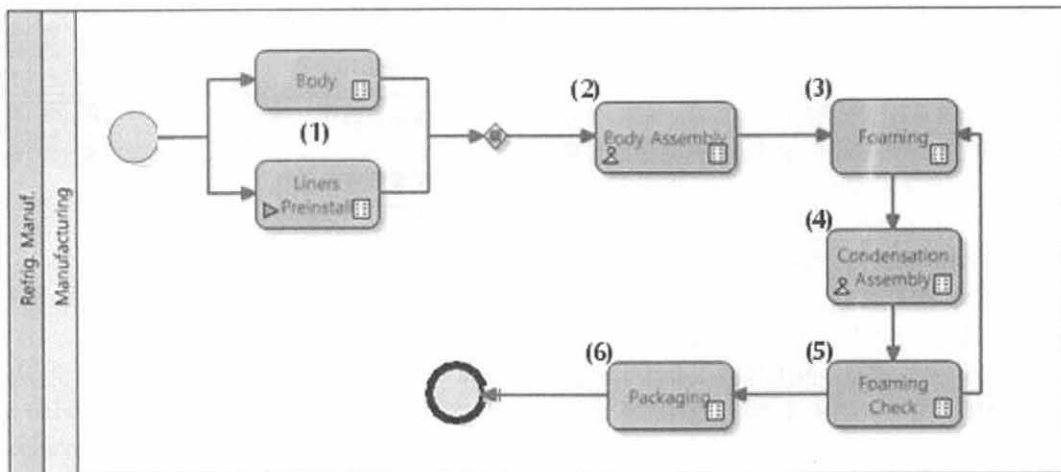 Refrig. Manuf.
Manufacturing
Body
(1)
Liners
Preinstall
(2)
Body Assembly
(3)
Foaming
(4)
Condensation
Assembly
(5)
Foaming
Check
(6)
Packaging